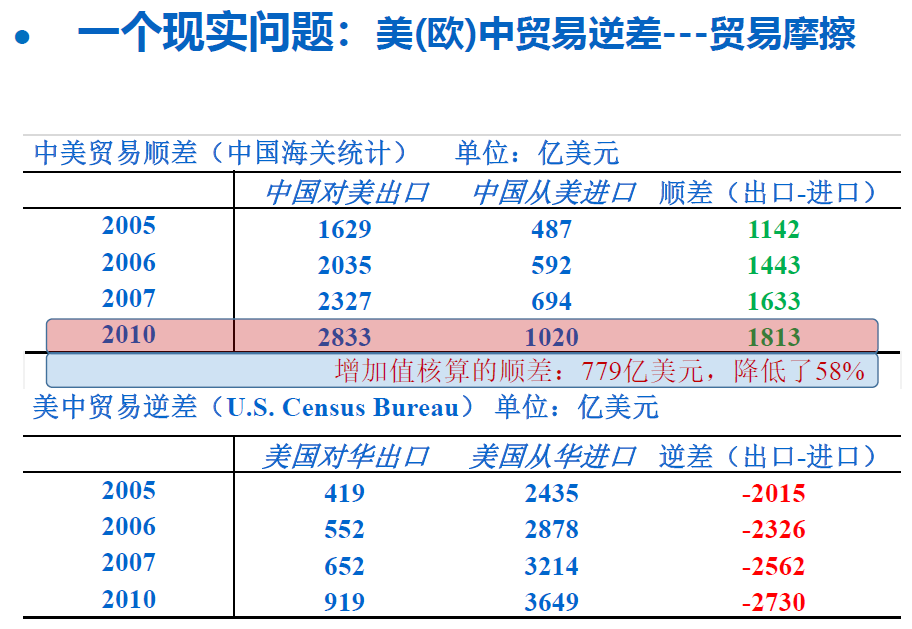 • 一个现实问题：美(欧)中贸易逆差---贸易摩擦
中美贸易顺差（中国海关统计） 单位：亿美元
中国对美出口 中国从美进口 顺差（出口-进口）
2005 1629 487 1142
2006 2035 592 1443
2007 2327 694 1633
2010 2833 1020 1813
增加值核算的顺差：779亿美元，降低了58%
美中贸易逆差（U.S. Census Bureau） 单位：亿美元
美国对华出口 美国从华进口 逆差（出口-进口）
2005 419 2435 -2015
2006 552 2878 -2326
2007 652 3214 -2562
2010 919 3649 -2730